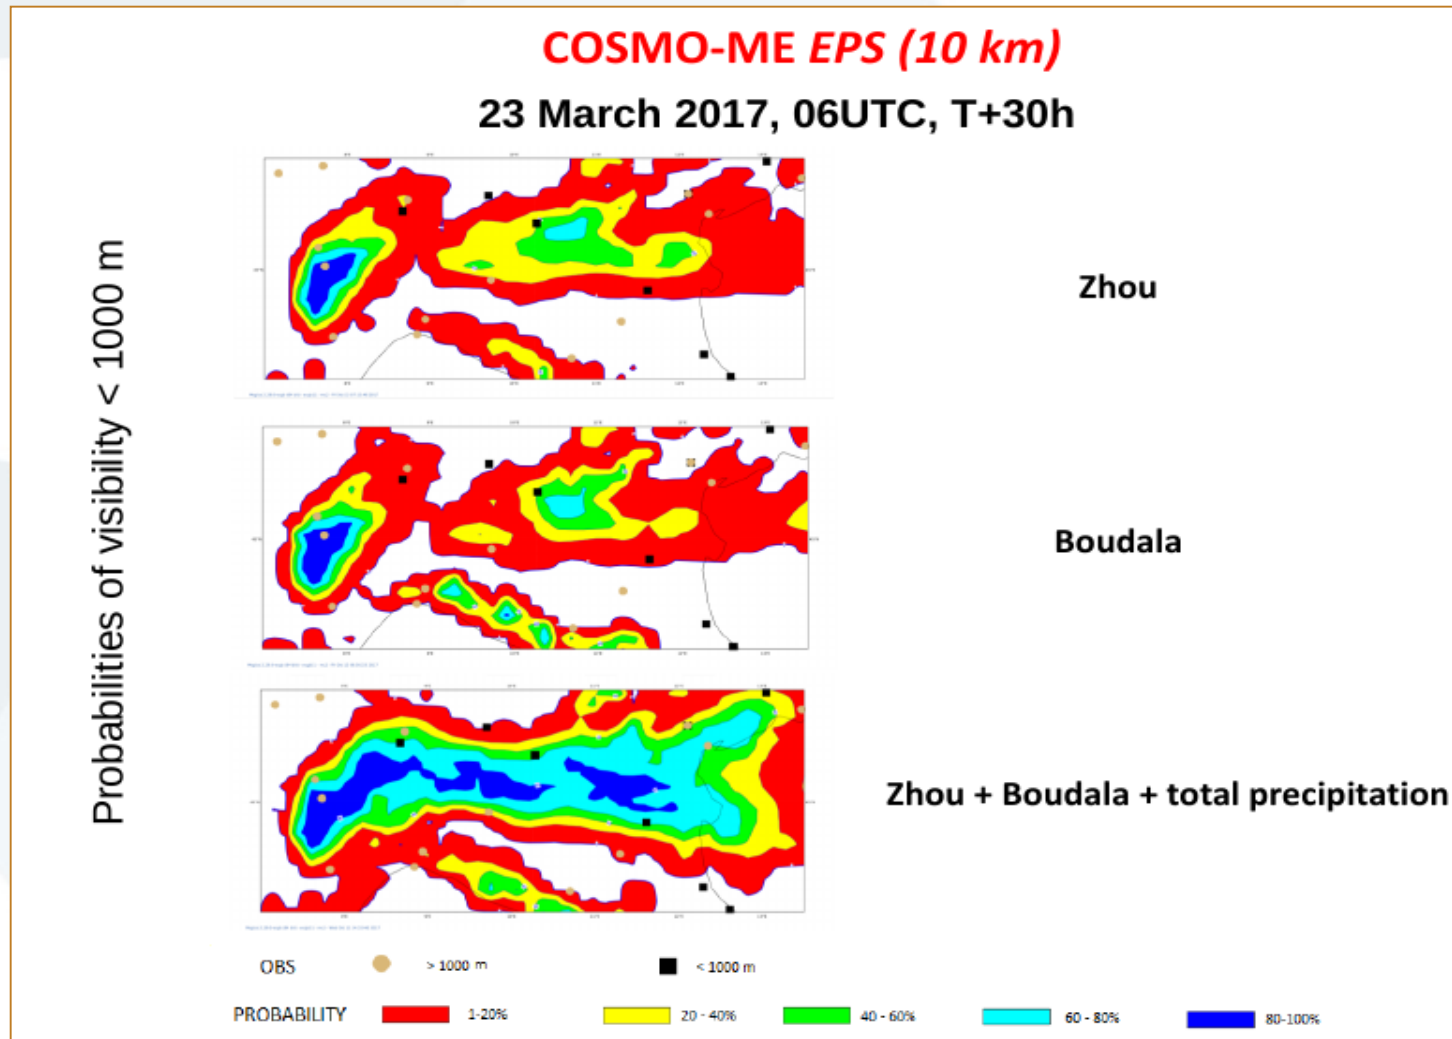 COSMO-ME EPS (10 km)
23 March 2017, 06UTC, T+30h
Probabilities of visibility < 1000 m
Zhou
Boudala
Zhou + Boudala + total precipitation
OBS > 1000 m < 1000 m
PROBABILITY 1-20% 20 - 40% 40 - 60% 60 - 80% 80-100%